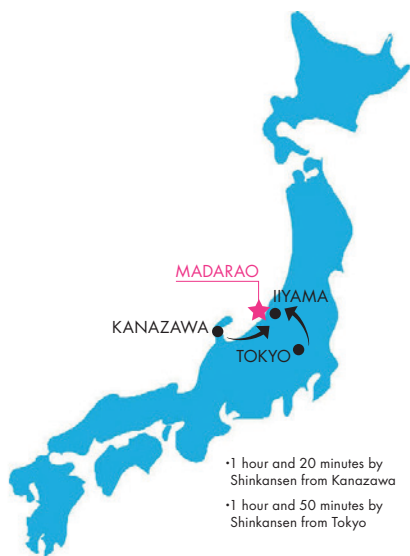 MADARAO
IIYAMA
KANAZAWA
TOKYO
•1 hour and 20 minutes by
Shinkansen from Kanazawa
•1 hour and 50 minutes by
Shinkansen from Tokyo